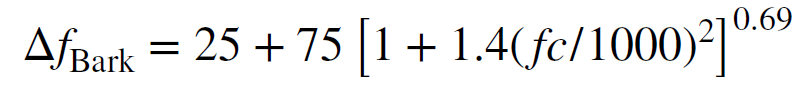 Δf_Bark = 25 + 75 [1 + 1.4(fc/1000)²]^0.69